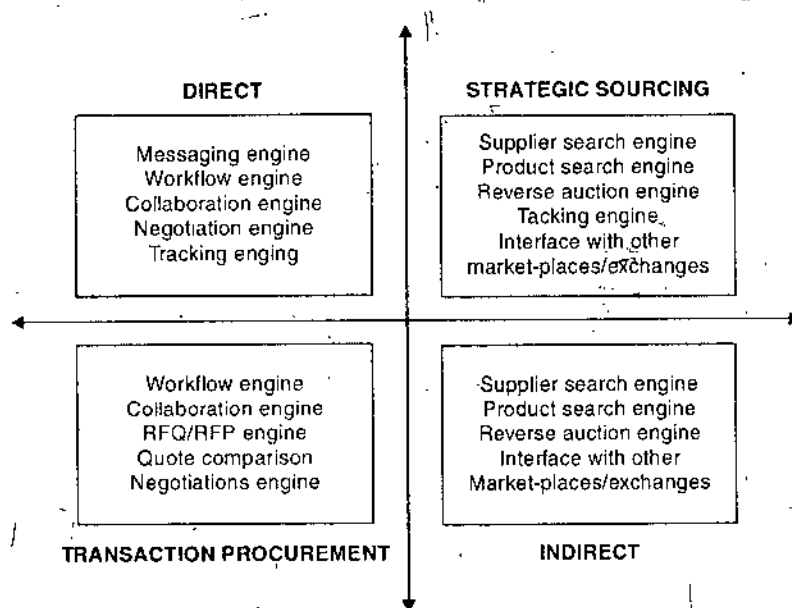 DIRECT
Messaging engine
Workflow engine
Collaboration engine
Negotiation engine
Tracking enging
STRATEGIC SOURCING
Supplier search engine
Product search engine
Reverse auction engine
Tacking engine
Interface with other
market-places/exchanges
Workflow engine
Collaboration engine
RFQ/RFP engine
Quote comparison
Negotiations engine
TRANSACTION PROCUREMENT
Supplier search engine
Product search engine
Reverse auction engine
Interface with other
Market-places/exchanges
INDIRECT